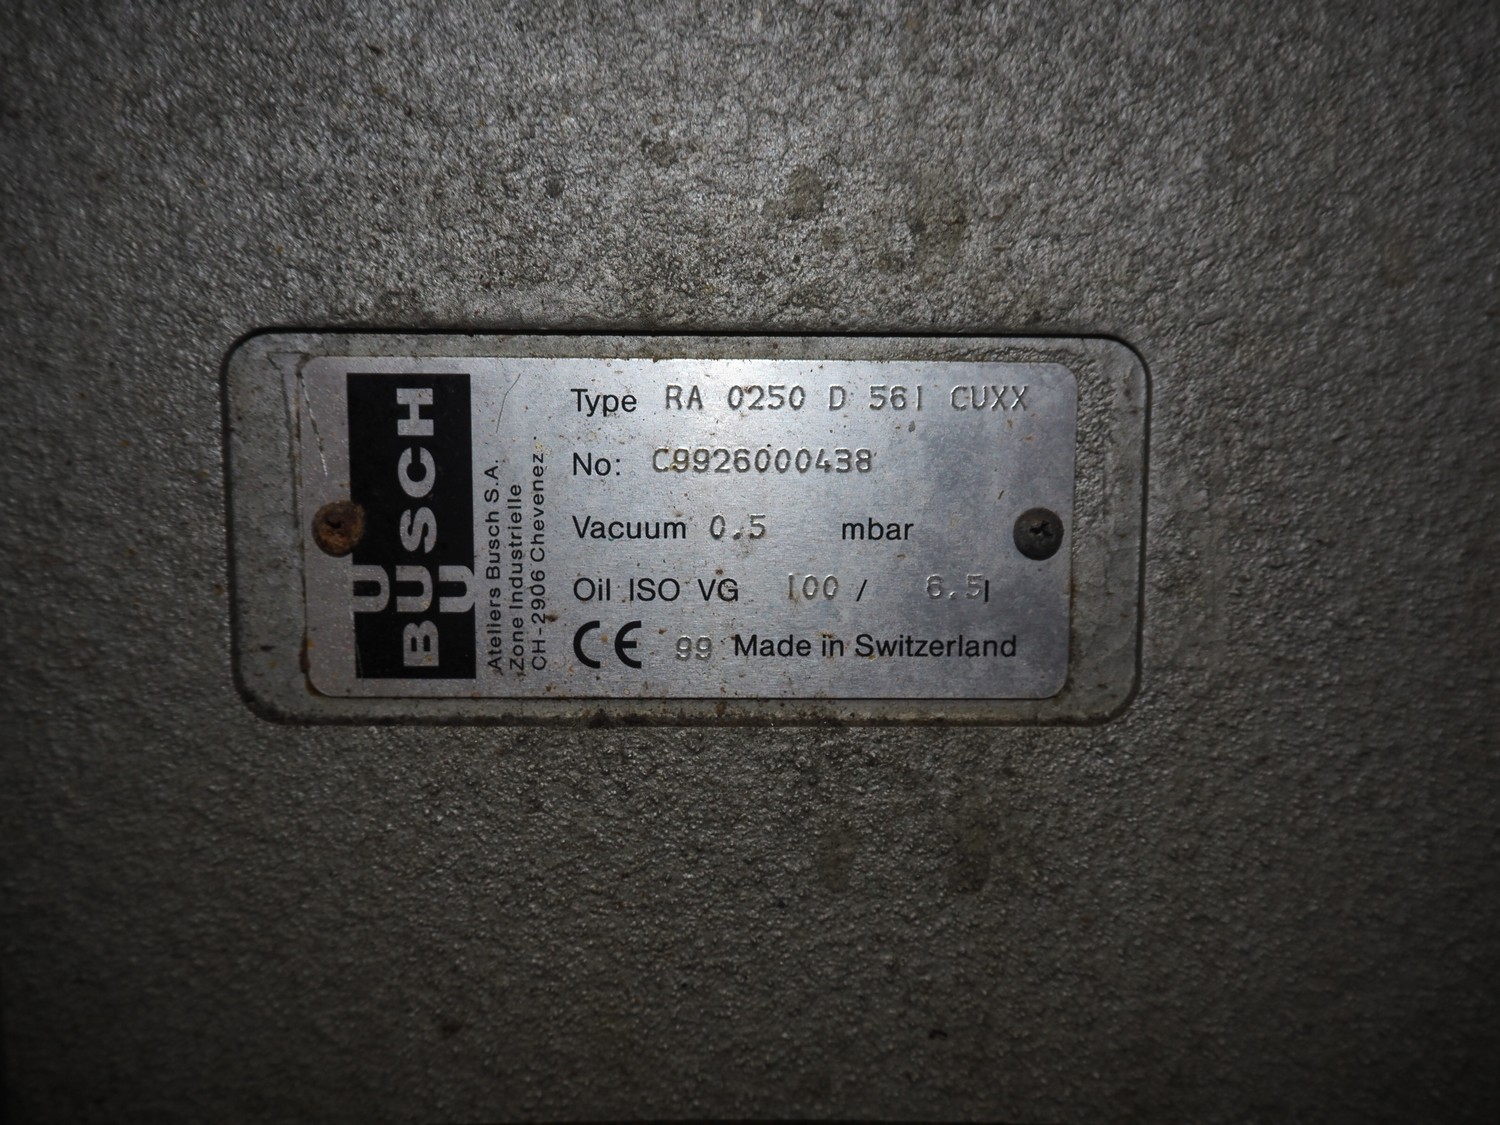 BUSCH
Ateliers Busch S.A.
Zone Industrielle
CH-2906 Chevenez
Type RA 0250 D 561 CUXX
No: C9926000438
Vacuum 0.5 mbar
Oil ISO VG 100 / 6.5l
CE 99 Made in Switzerland